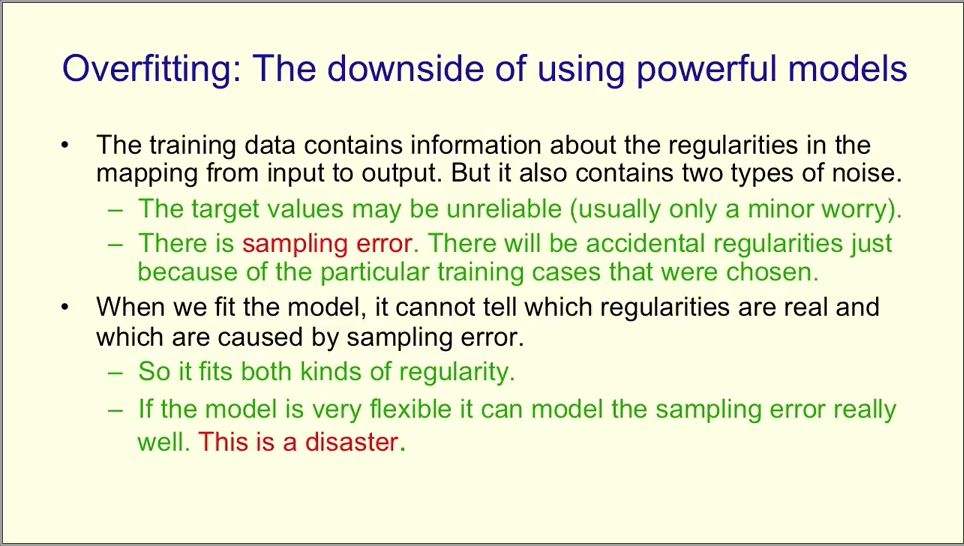 Overfitting: The downside of using powerful models
• The training data contains information about the regularities in the
mapping from input to output. But it also contains two types of noise.
– The target values may be unreliable (usually only a minor worry).
– There is sampling error. There will be accidental regularities just
because of the particular training cases that were chosen.
• When we fit the model, it cannot tell which regularities are real and
which are caused by sampling error.
– So it fits both kinds of regularity.
– If the model is very flexible it can model the sampling error really
well. This is a disaster.